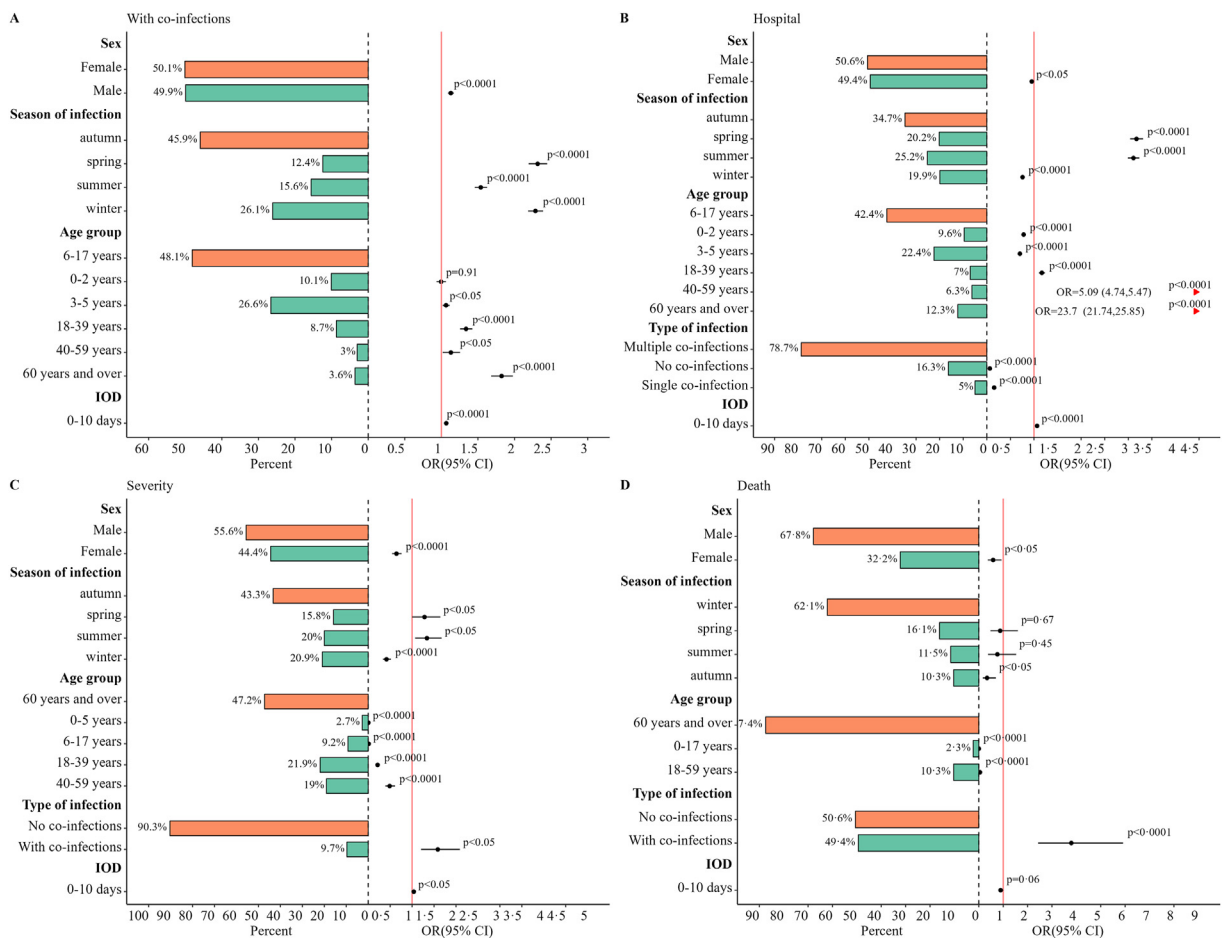 A With co-infections
Sex
Female 50.1%
Male 49.9% p<0.0001
Season of infection
autumn 45.9%
spring 12.4% p<0.0001
summer 15.6% p<0.0001
winter 26.1% p<0.0001
Age group
6-17 years 48.1%
0-2 years 10.1% p=0.91
3-5 years 26.6% p<0.05
18-39 years 8.7% p<0.0001
40-59 years 3% p<0.05
60 years and over 3.6% p<0.0001
IOD
0-10 days p<0.0001
60 50 40 30 20 10 0 0.5 1 1.5 2 2.5 3
Percent OR(95% CI)
B Hospital
Sex
Male 50.6%
Female 49.4% p<0.05
Season of infection
autumn 34.7%
spring 20.2% p<0.0001
summer 25.2% p<0.0001
winter 19.9% p<0.0001
Age group
6-17 years 42.4%
0-2 years 9.6% p<0.0001
3-5 years 22.4% p<0.0001
18-39 years 7% p<0.0001
40-59 years 6.3% OR=5.09 (4.74,5.47) p<0.0001
60 years and over 12.3% OR=23.7 (21.74,25.85) p<0.0001
Type of infection
Multiple co-infections 78.7%
No co-infections 16.3% p<0.0001
Single co-infection 5% p<0.0001
IOD
0-10 days p<0.0001
90 80 70 60 50 40 30 20 10 0 0·5 1 1·5 2 2·5 3 3·5 4 4·5
Percent OR(95% CI)
C Severity
Sex
Male 55.6%
Female 44.4% p<0.0001
Season of infection
autumn 43.3%
spring 15.8% p<0.05
summer 20% p<0.05
winter 20.9% p<0.0001
Age group
60 years and over 47.2%
0-5 years 2.7% p<0.0001
6-17 years 9.2% p<0.0001
18-39 years 21.9% p<0.0001
40-59 years 19% p<0.0001
Type of infection
No co-infections 90.3%
With co-infections 9.7% p<0.05
IOD
0-10 days p<0.05
100 90 80 70 60 50 40 30 20 10 0 0·5 1 1·5 2 2·5 3 3·5 4 4·5 5
Percent OR(95% CI)
D Death
Sex
Male 67·8%
Female 32·2% p<0·05
Season of infection
winter 62·1%
spring 16·1% p=0·67
summer 11·5% p=0·45
autumn 10·3% p<0·05
Age group
60 years and over 7·4%
0-17 years 2·3% p<0·0001
18-59 years 10·3% p<0·0001
Type of infection
No co-infections 50·6%
With co-infections 49·4% p<0·0001
IOD
0-10 days p=0·06
90 80 70 60 50 40 30 20 10 0 1 2 3 4 5 6 7 8 9
Percent OR(95% CI)